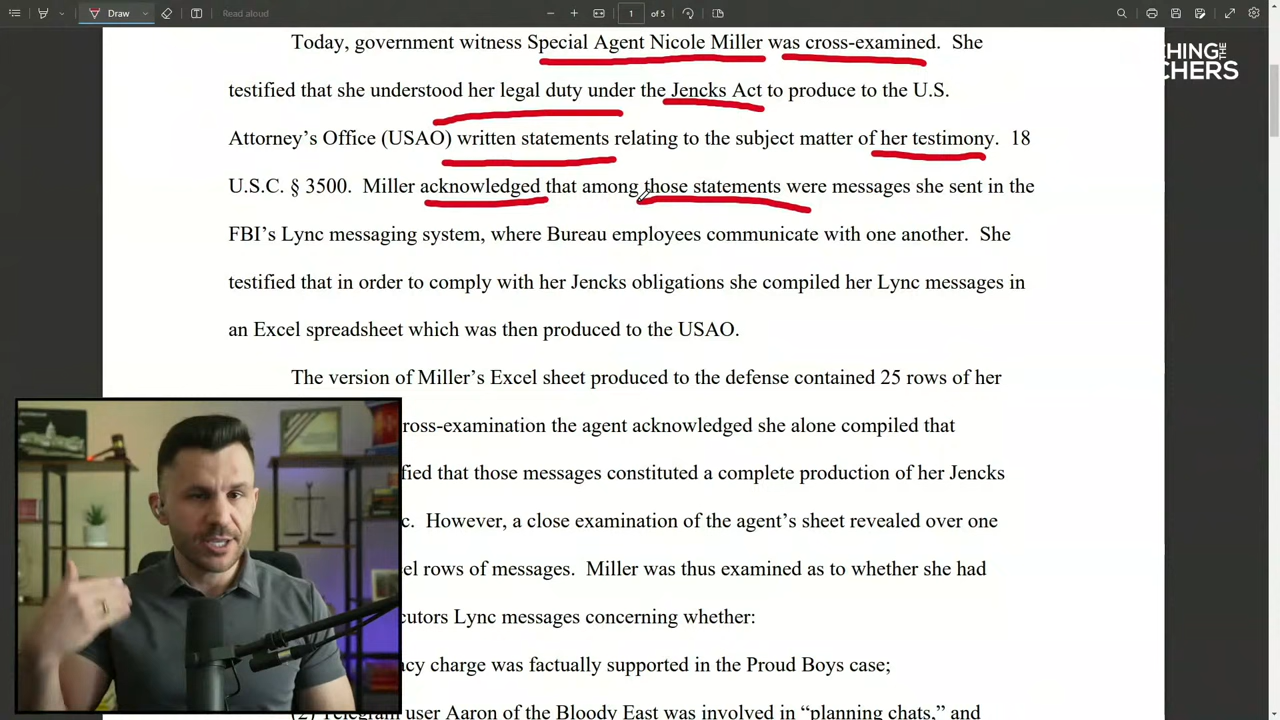 Read aloud
Draw
1 of 5
Today, government witness Special Agent Nicole Miller was cross-examined. She
testified that she understood her legal duty under the Jencks Act to produce to the U.S.
Attorney's Office (USAO) written statements relating to the subject matter of her testimony. 18
U.S.C. § 3500. Miller acknowledged that among those statements were messages she sent in the
FBI's Lync messaging system, where Bureau employees communicate with one another. She
testified that in order to comply with her Jencks obligations she compiled her Lync messages in
an Excel spreadsheet which was then produced to the USAO.
The version of Miller's Excel sheet produced to the defense contained 25 rows of her
ross-examination the agent acknowledged she alone compiled that
fied that those messages constituted a complete production of her Jencks
c. However, a close examination of the agent's sheet revealed over one
el rows of messages. Miller was thus examined as to whether she had
cutors Lync messages concerning whether:
cy charge was factually supported in the Proud Boys case;
(2) Telegram user Aaron of the Bloody East was involved in "planning chats," and
CHING THE
CHERS